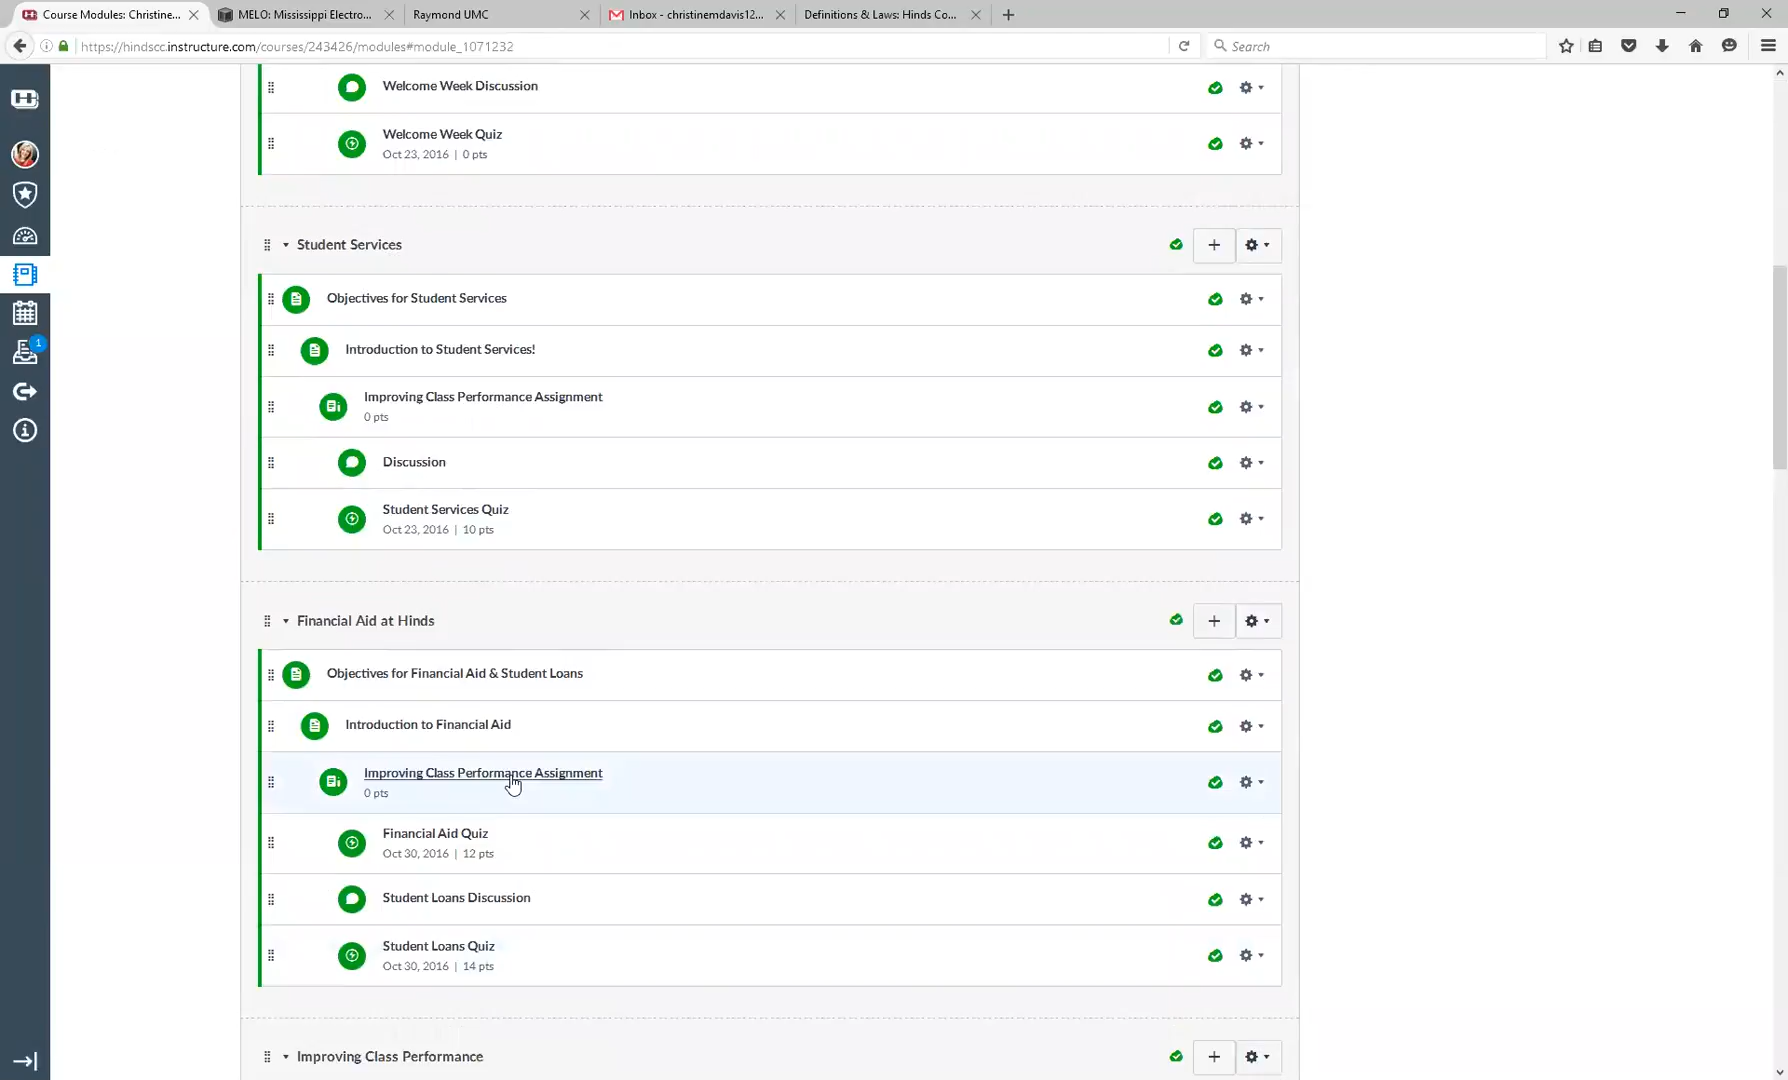 Course Modules: Christine...
MELO: Mississippi Electro...
Raymond UMC
Inbox - christinemdavis12...
Definitions & Laws: Hinds Co...
https://hindscc.instructure.com/courses/243426/modules#module_1071232
Search
Welcome Week Discussion
Welcome Week Quiz
Oct 23, 2016 | 0 pts
Student Services
Objectives for Student Services
1
Introduction to Student Services!
Improving Class Performance Assignment
0 pts
Discussion
Student Services Quiz
Oct 23, 2016 | 10 pts
Financial Aid at Hinds
Objectives for Financial Aid & Student Loans
Introduction to Financial Aid
Improving Class Performance Assignment
0 pts
Financial Aid Quiz
Oct 30, 2016 | 12 pts
Student Loans Discussion
Student Loans Quiz
Oct 30, 2016 | 14 pts
Improving Class Performance